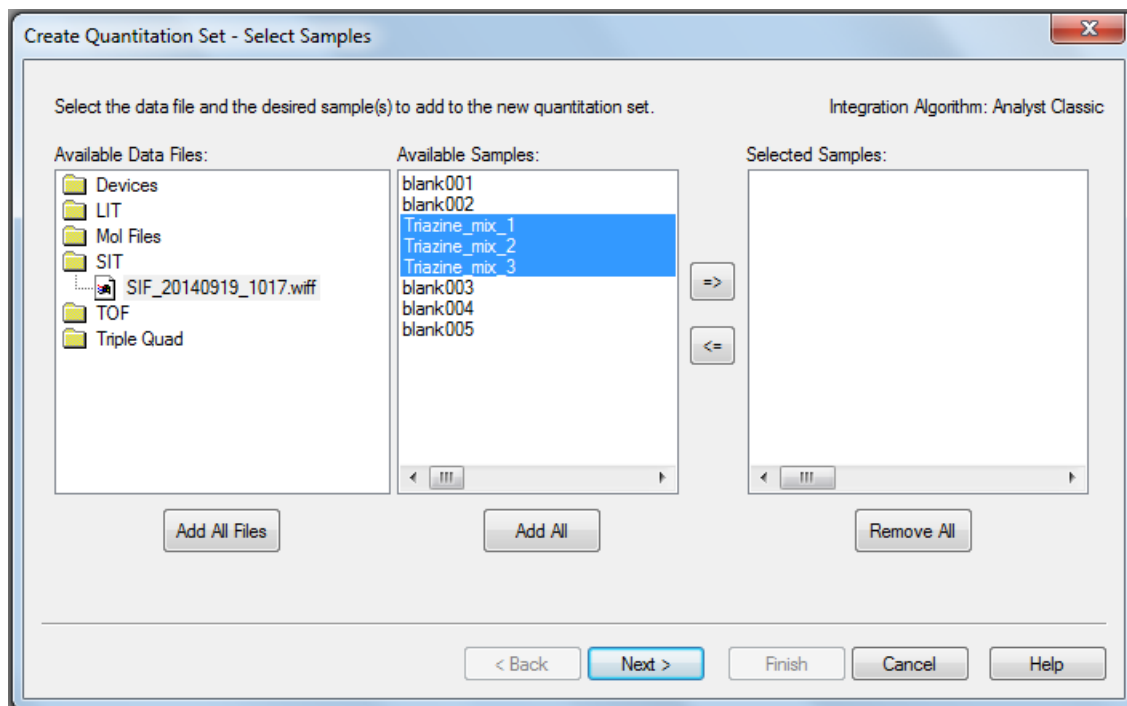 Create Quantitation Set - Select Samples
X
Select the data file and the desired sample(s) to add to the new quantitation set.
Integration Algorithm: Analyst Classic
Available Data Files:
Devices
LIT
Mol Files
SIT
SIF_20140919_1017.wiff
TOF
Triple Quad
Add All Files
Available Samples:
blank001
blank002
Triazine_mix_1
Triazine_mix_2
Triazine_mix_3
blank003
blank004
blank005
Add All
=>
<=
Selected Samples:
Remove All
< Back
Next >
Finish
Cancel
Help